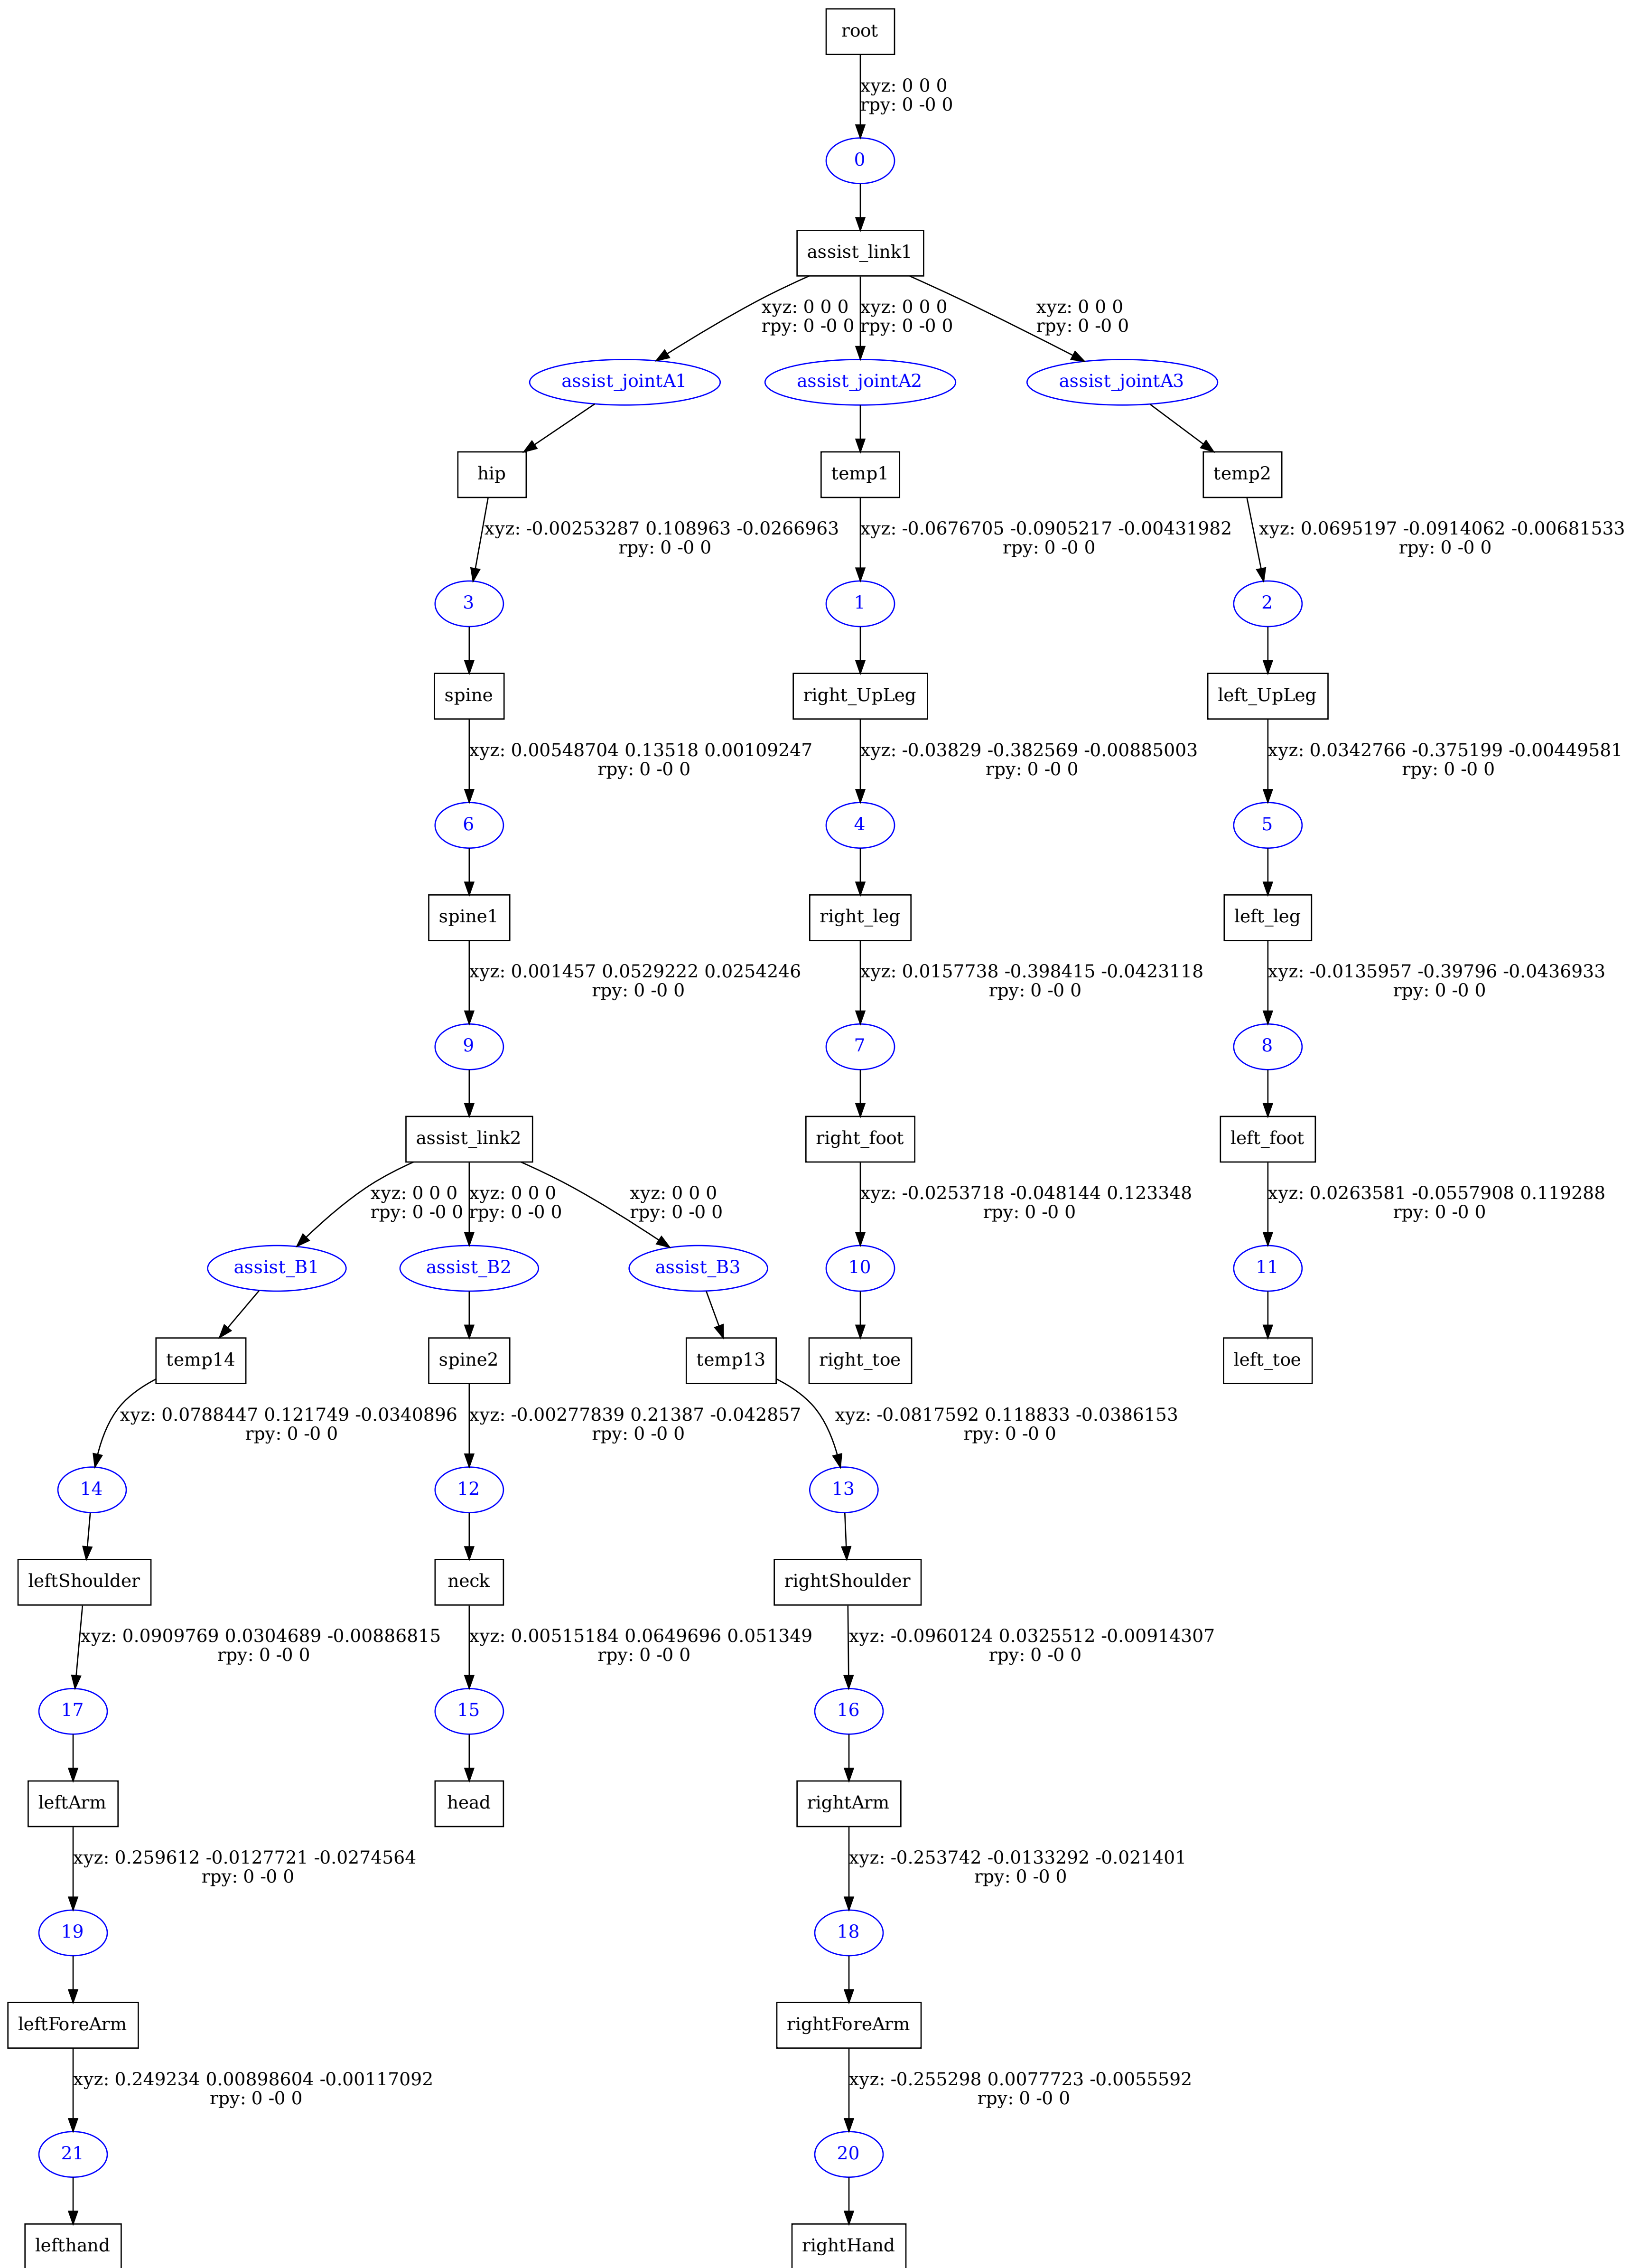 root
xyz: 0 0 0
rpy: 0 -0 0
0
assist_link1
xyz: 0 0 0
rpy: 0 -0 0
xyz: 0 0 0
rpy: 0 -0 0
xyz: 0 0 0
rpy: 0 -0 0
assist_jointA1
assist_jointA2
assist_jointA3
hip
temp1
temp2
xyz: -0.00253287 0.108963 -0.0266963
rpy: 0 -0 0
xyz: -0.0676705 -0.0905217 -0.00431982
rpy: 0 -0 0
xyz: 0.0695197 -0.0914062 -0.00681533
rpy: 0 -0 0
3
1
2
spine
right_UpLeg
left_UpLeg
xyz: 0.00548704 0.13518 0.00109247
rpy: 0 -0 0
xyz: -0.03829 -0.382569 -0.00885003
rpy: 0 -0 0
xyz: 0.0342766 -0.375199 -0.00449581
rpy: 0 -0 0
6
4
5
spine1
right_leg
left_leg
xyz: 0.001457 0.0529222 0.0254246
rpy: 0 -0 0
xyz: 0.0157738 -0.398415 -0.0423118
rpy: 0 -0 0
xyz: -0.0135957 -0.39796 -0.0436933
rpy: 0 -0 0
9
7
8
assist_link2
right_foot
left_foot
xyz: 0 0 0
rpy: 0 -0 0
xyz: 0 0 0
rpy: 0 -0 0
xyz: 0 0 0
rpy: 0 -0 0
xyz: -0.0253718 -0.048144 0.123348
rpy: 0 -0 0
xyz: 0.0263581 -0.0557908 0.119288
rpy: 0 -0 0
assist_B1
assist_B2
assist_B3
10
11
temp14
spine2
temp13
right_toe
left_toe
xyz: 0.0788447 0.121749 -0.0340896
rpy: 0 -0 0
xyz: -0.00277839 0.21387 -0.042857
rpy: 0 -0 0
xyz: -0.0817592 0.118833 -0.0386153
rpy: 0 -0 0
14
12
13
leftShoulder
neck
rightShoulder
xyz: 0.0909769 0.0304689 -0.00886815
rpy: 0 -0 0
xyz: 0.00515184 0.0649696 0.051349
rpy: 0 -0 0
xyz: -0.0960124 0.0325512 -0.00914307
rpy: 0 -0 0
17
15
16
leftArm
head
rightArm
xyz: 0.259612 -0.0127721 -0.0274564
rpy: 0 -0 0
xyz: -0.253742 -0.0133292 -0.021401
rpy: 0 -0 0
19
18
leftForeArm
rightForeArm
xyz: 0.249234 0.00898604 -0.00117092
rpy: 0 -0 0
xyz: -0.255298 0.0077723 -0.0055592
rpy: 0 -0 0
21
20
lefthand
rightHand